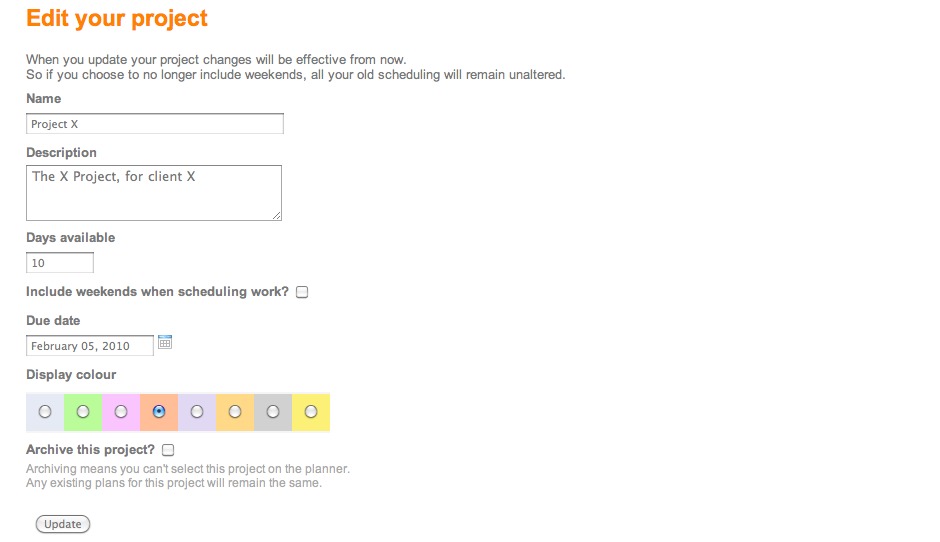 Edit your project
When you update your project changes will be effective from now.
So if you choose to no longer include weekends, all your old scheduling will remain unaltered.
Name
Project X
Description
The X Project, for client X
Days available
10
Include weekends when scheduling work?
Due date
February 05, 2010
Display colour
Archive this project?
Archiving means you can't select this project on the planner.
Any existing plans for this project will remain the same.
Update